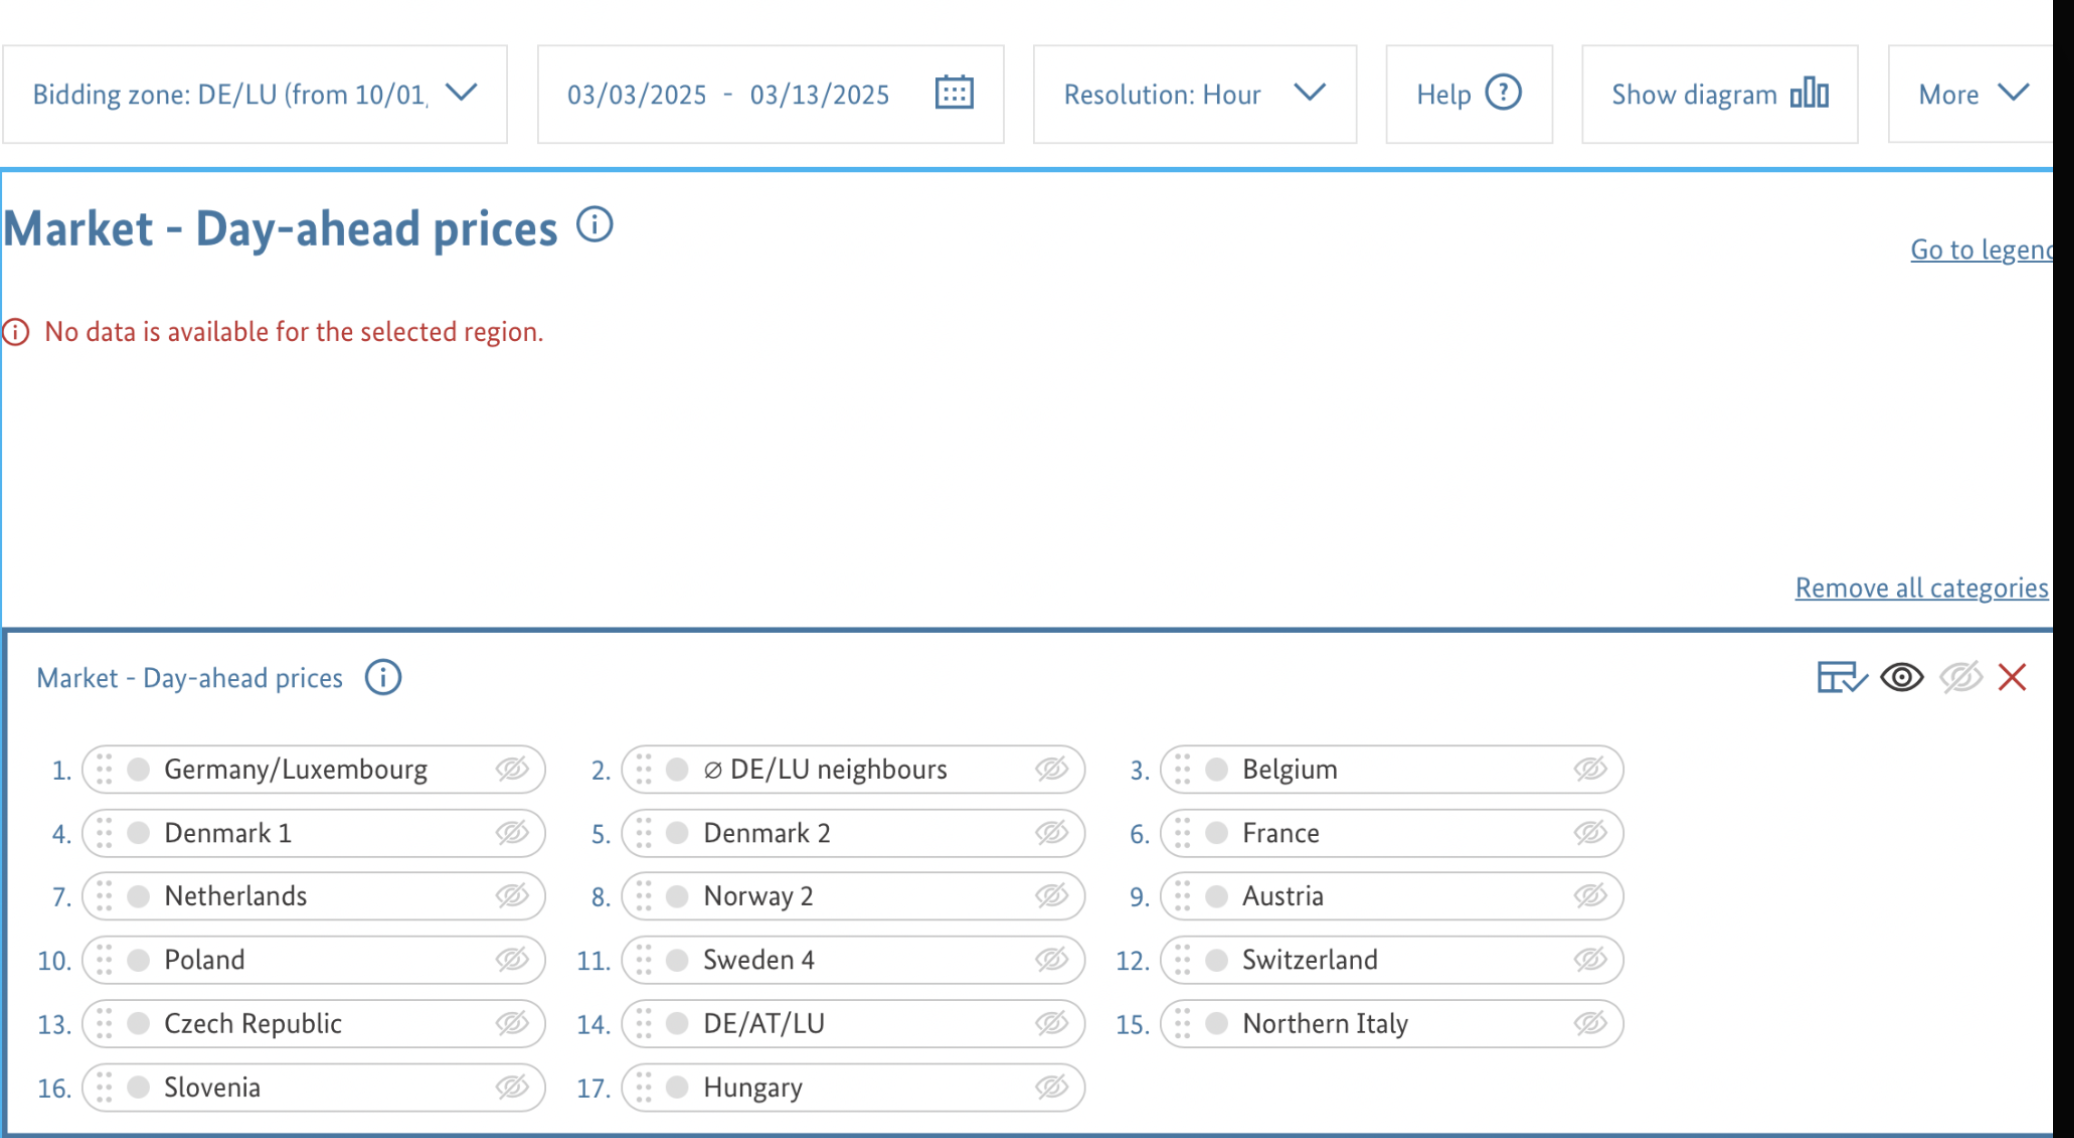 Bidding zone: DE/LU (from 10/01, 03/03/2025 - 03/13/2025 Resolution: Hour Help ? Show diagram More
Market - Day-ahead prices
Go to legend
No data is available for the selected region.
Remove all categories
Market - Day-ahead prices
1. Germany/Luxembourg 2. ⌀ DE/LU neighbours 3. Belgium
4. Denmark 1 5. Denmark 2 6. France
7. Netherlands 8. Norway 2 9. Austria
10. Poland 11. Sweden 4 12. Switzerland
13. Czech Republic 14. DE/AT/LU 15. Northern Italy
16. Slovenia 17. Hungary